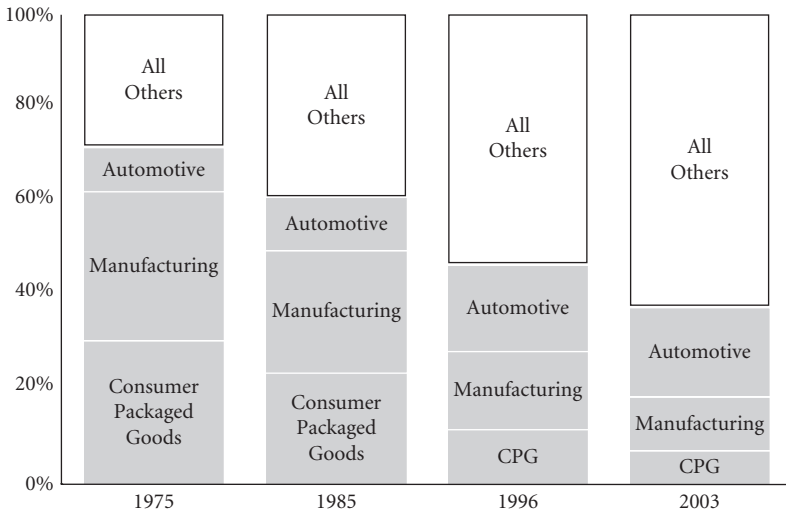 100%
80%
60%
40%
20%
0%
All
Others
Automotive
Manufacturing
Consumer
Packaged
Goods
1975
All
Others
Automotive
Manufacturing
Consumer
Packaged
Goods
1985
All
Others
Automotive
Manufacturing
CPG
1996
All
Others
Automotive
Manufacturing
CPG
2003